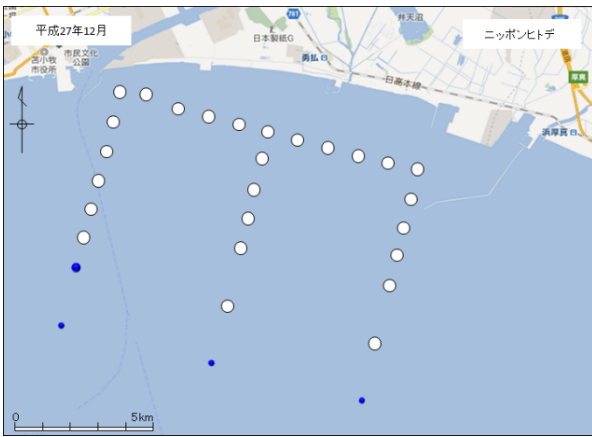 平成27年12月
ニッポンヒトデ
781
弁天沼
市民文化
公園
苫小牧
市役所
日本製紙G
勇払
日高本線
厚真
浜厚真
0
5km